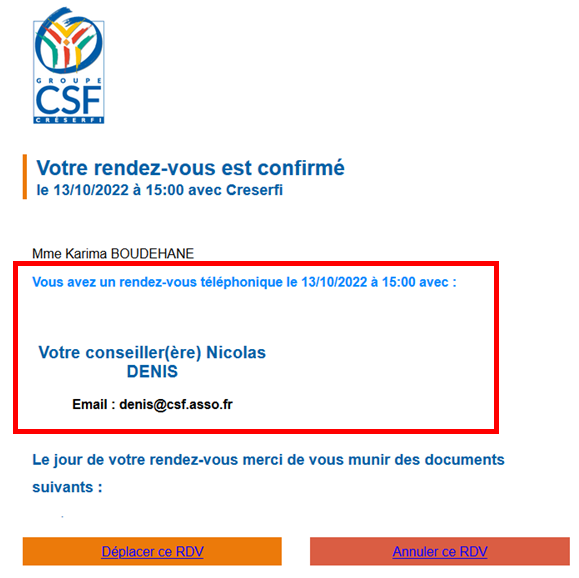 GROUPE
CSF
CRÉSERFI
Votre rendez-vous est confirmé
le 13/10/2022 à 15:00 avec Creserfi
Mme Karima BOUDEHANE
Vous avez un rendez-vous téléphonique le 13/10/2022 à 15:00 avec :
Votre conseiller(ère) Nicolas
DENIS
Email : denis@csf.asso.fr
Le jour de votre rendez-vous merci de vous munir des documents
suivants :
Déplacer ce RDV
Annuler ce RDV